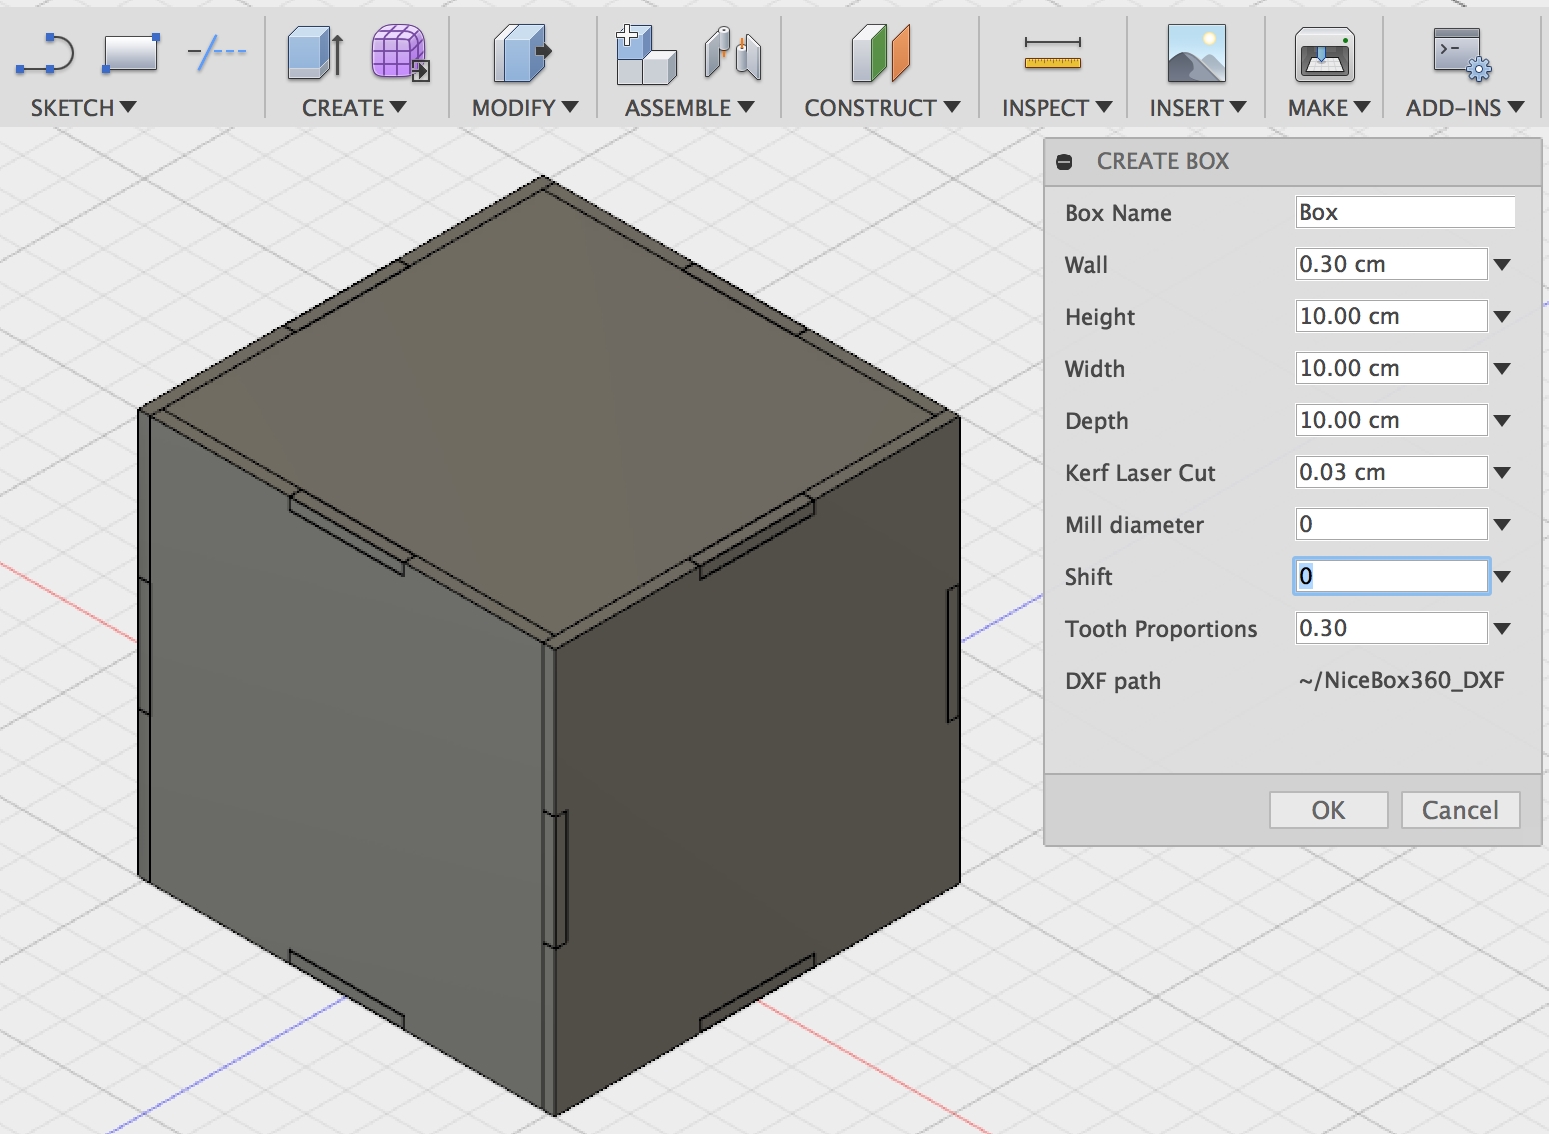 SKETCH CREATE MODIFY ASSEMBLE CONSTRUCT INSPECT INSERT MAKE ADD-INS
CREATE BOX
Box Name Box
Wall 0.30 cm
Height 10.00 cm
Width 10.00 cm
Depth 10.00 cm
Kerf Laser Cut 0.03 cm
Mill diameter 0
Shift 0
Tooth Proportions 0.30
DXF path ~/NiceBox360_DXF
OK Cancel